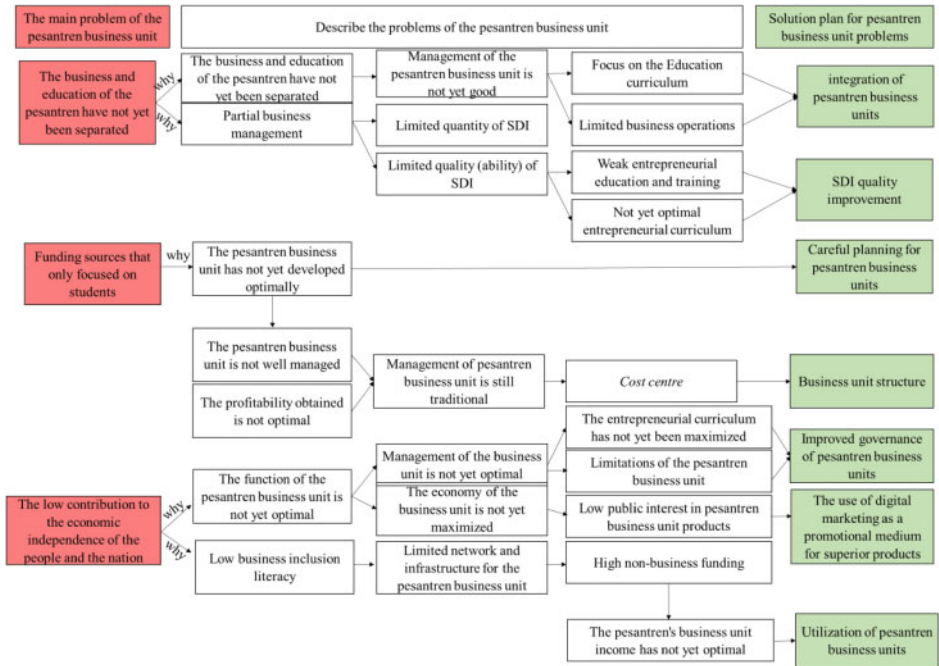 The main problem of the
pesantren business unit
Describe the problems of the pesantren business unit
Solution plan for pesantren
business unit problems
The business and
education of the
pesantren have not
yet been separated
why
why
The business and education
of the pesantren have not
yet been separated
Partial business
management
Management of the
pesantren business unit is
not yet good
Limited quantity of SDI
Limited quality (ability) of
SDI
Focus on the Education
curriculum
Limited business operations
Weak entrepreneurial
education and training
Not yet optimal
entrepreneurial curriculum
integration of
pesantren business
units
SDI quality
improvement
Funding sources that
only focused on
students
why
The pesantren business
unit has not yet developed
optimally
Careful planning for
pesantren business
units
The pesantren business
unit is not well managed
The profitability obtained
is not optimal
Management of pesantren
business unit is still
traditional
Cost centre
Business unit structure
The low contribution to
the economic
independence of the
people and the nation
why
why
The function of the
pesantren business unit is
not yet optimal
Low business inclusion
literacy
Management of the business
unit is not yet optimal
The economy of the
business unit is not yet
maximized
Limited network and
infrastructure for the
pesantren business unit
The entrepreneurial curriculum
has not yet been maximized
Limitations of the pesantren
business unit
Low public interest in pesantren
business unit products
High non-business funding
The pesantren's business unit
income has not yet optimal
Improved governance
of pesantren business
units
The use of digital
marketing as a
promotional medium
for superior products
Utilization of pesantren
business units